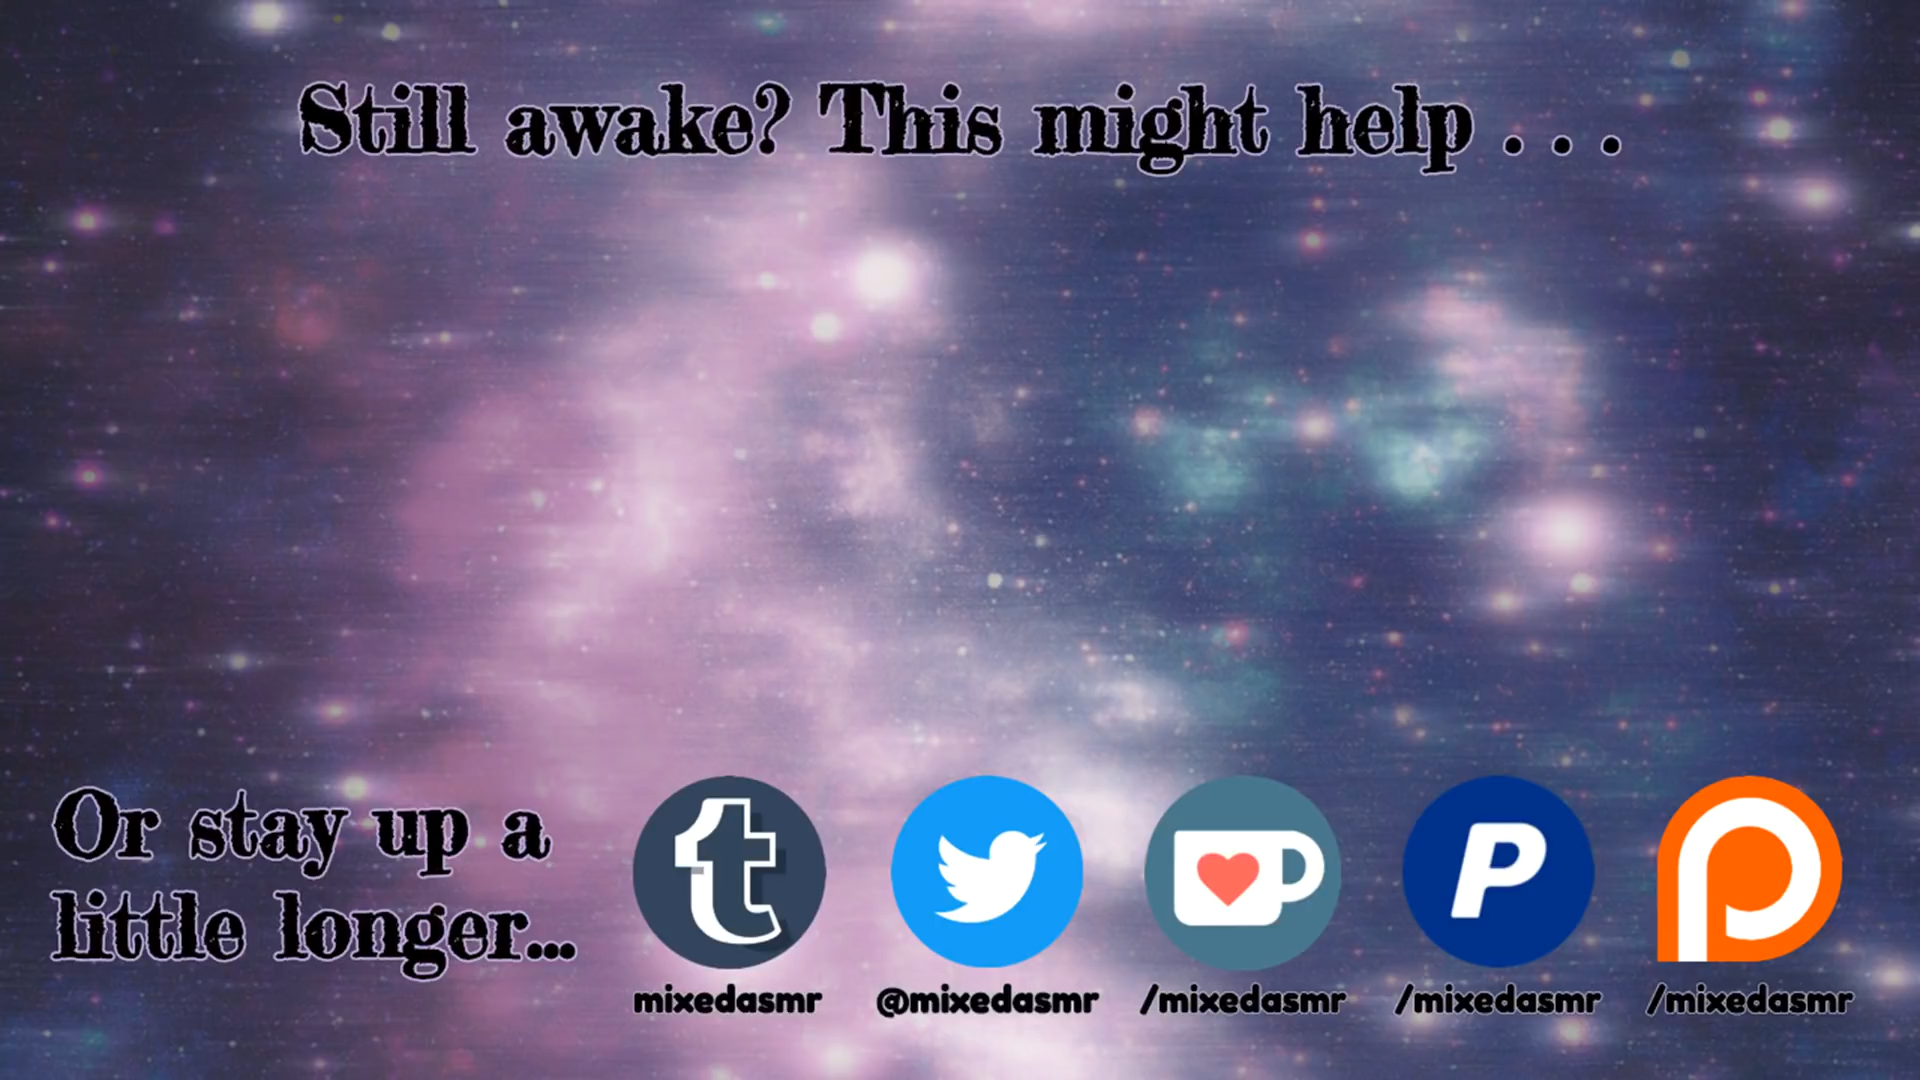 Still awake? This might help . . .
Or stay up a
little longer...
mixedasmr
@mixedasmr
/mixedasmr
/mixedasmr
/mixedasmr